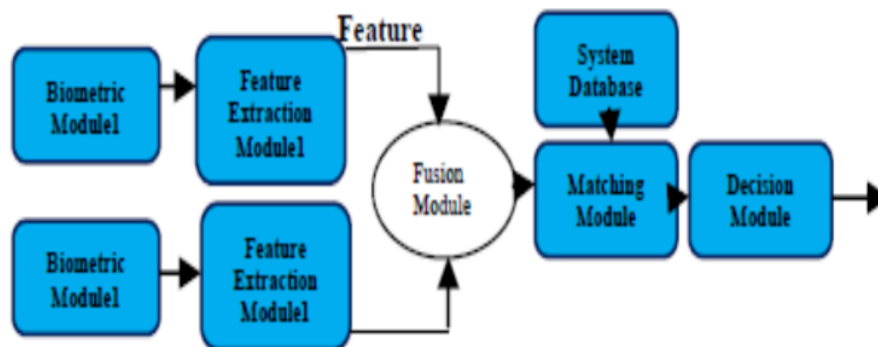 Feature
Biometric
Module1
Feature
Extraction
Module1
System
Database
Fusion
Module
Matching
Module
Decision
Module
Biometric
Module1
Feature
Extraction
Module1